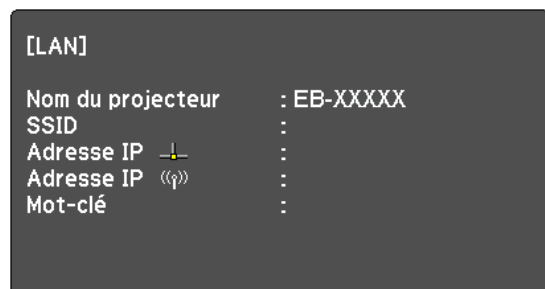 [LAN]
Nom du projecteur : EB-XXXXX
SSID :
Adresse IP :
Adresse IP :
Mot-clé :